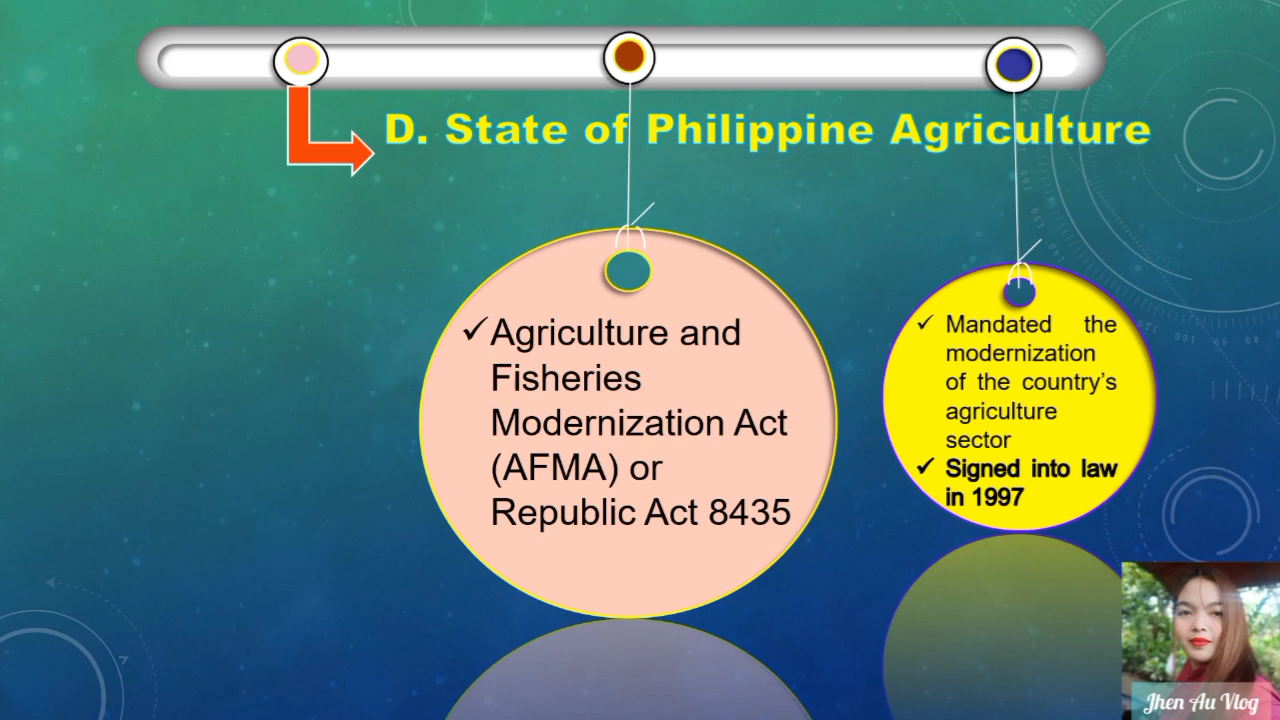 D. State of Philippine Agriculture
✓Agriculture and
Fisheries
Modernization Act
(AFMA) or
Republic Act 8435
✓ Mandated the
modernization
of the country's
agriculture
sector
✓ Signed into law
in 1997
Jhen Au Vlog